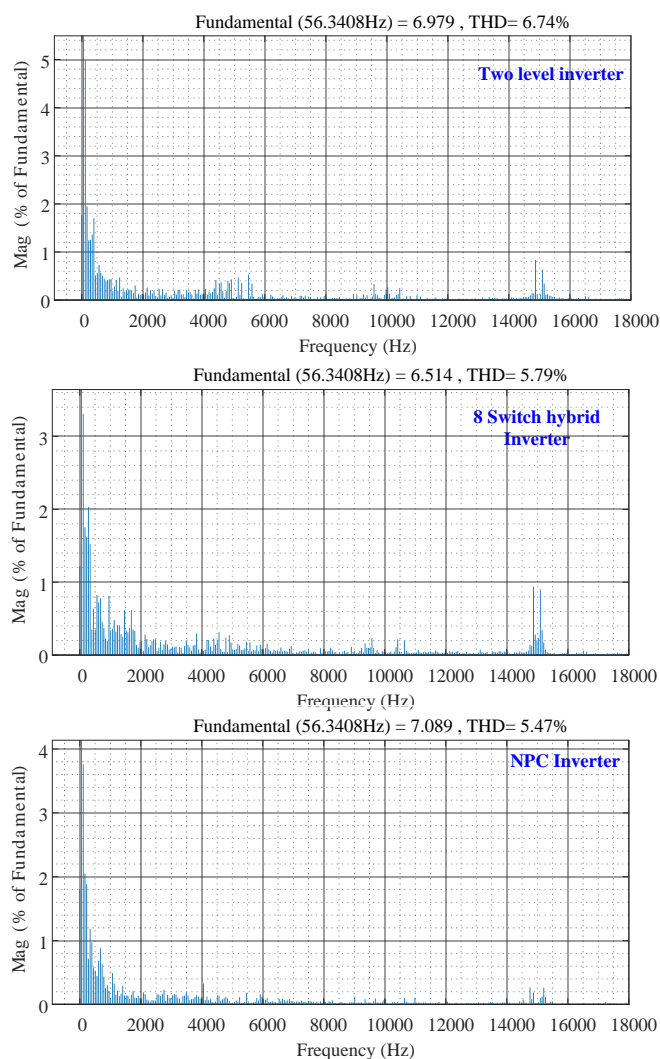 Fundamental (56.3408Hz) = 6.979 , THD= 6.74%
Two level inverter
Mag (% of Fundamental)
5
4
3
2
1
0
0 2000 4000 6000 8000 10000 12000 14000 16000 18000
Frequency (Hz)
Fundamental (56.3408Hz) = 6.514 , THD= 5.79%
8 Switch hybrid
Inverter
Mag (% of Fundamental)
3
2
1
0
0 2000 4000 6000 8000 10000 12000 14000 16000 18000
Frequency (Hz)
Fundamental (56.3408Hz) = 7.089 , THD= 5.47%
NPC Inverter
Mag (% of Fundamental)
4
3
2
1
0
0 2000 4000 6000 8000 10000 12000 14000 16000 18000
Frequency (Hz)